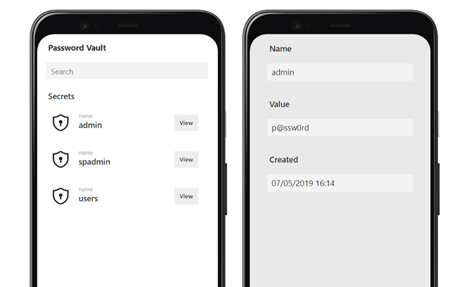 Password Vault
Search
Secrets
name
admin
View
name
spadmin
View
name
users
View
Name
admin
Value
p@ssw0rd
Created
07/05/2019 16:14